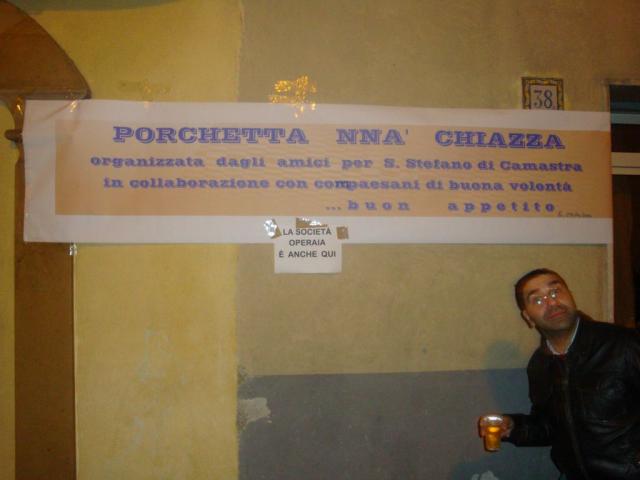 38
PORCHETTA NNA' CHIAZZA
organizzata dagli amici per S. Stefano di Camastra
in collaborazione con compaesani di buona volontà
...buon appetito
LA SOCIETÀ
OPERAIA
È ANCHE QUI